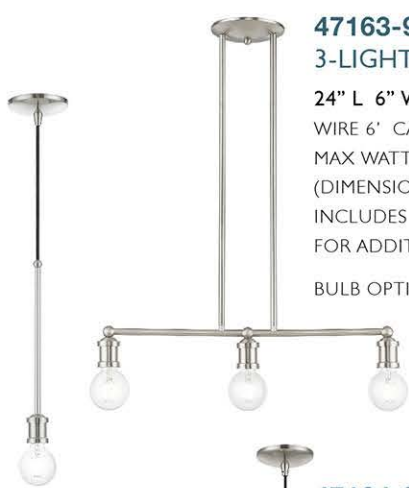 47163-9
3-LIGHT
24” L 6” W
WIRE 6’ CA
MAX WATT
(DIMENSIO
INCLUDES
FOR ADDIT
BULB OPTI